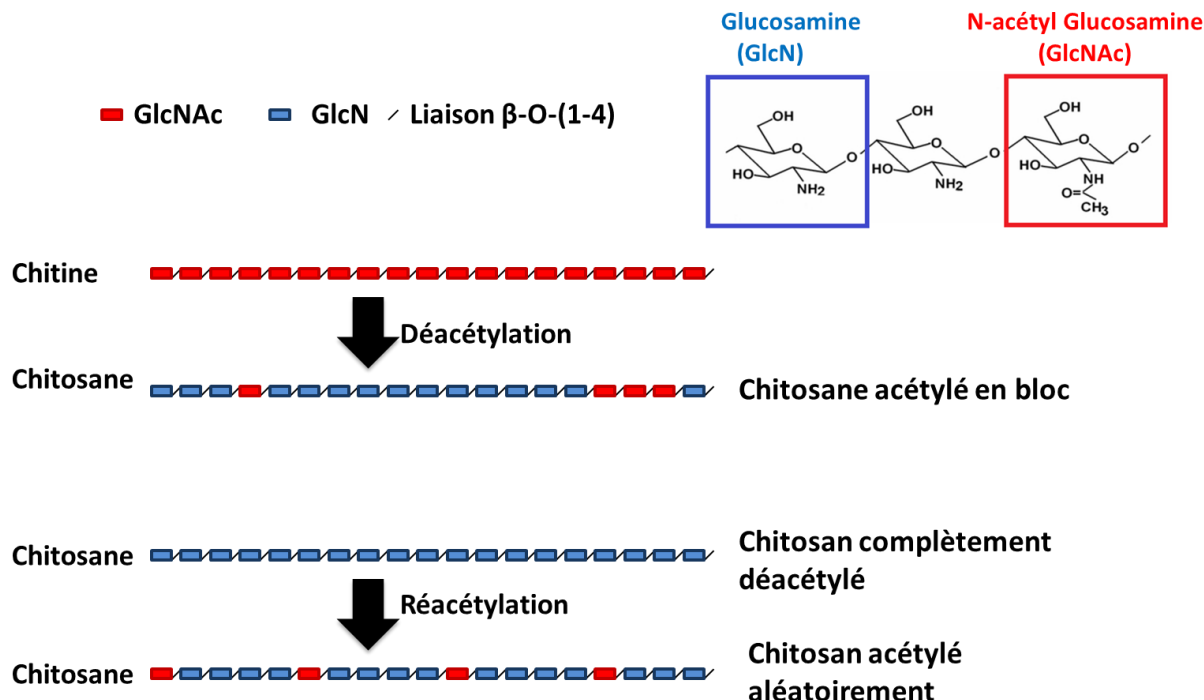 Glucosamine
(GlcN)
N-acétyl Glucosamine
(GlcNAc)
GlcNAc
GlcN
Liaison β-O-(1-4)
OH
O
HO
NH2
O
OH
O
HO
NH2
O
OH
O
HO
NH
O=
CH3
O
Chitine
Déacétylation
Chitosane
Chitosane acétylé en bloc
Chitosane
Chitosan complètement
déacétylé
Réacétylation
Chitosane
Chitosan acétylé
aléatoirement